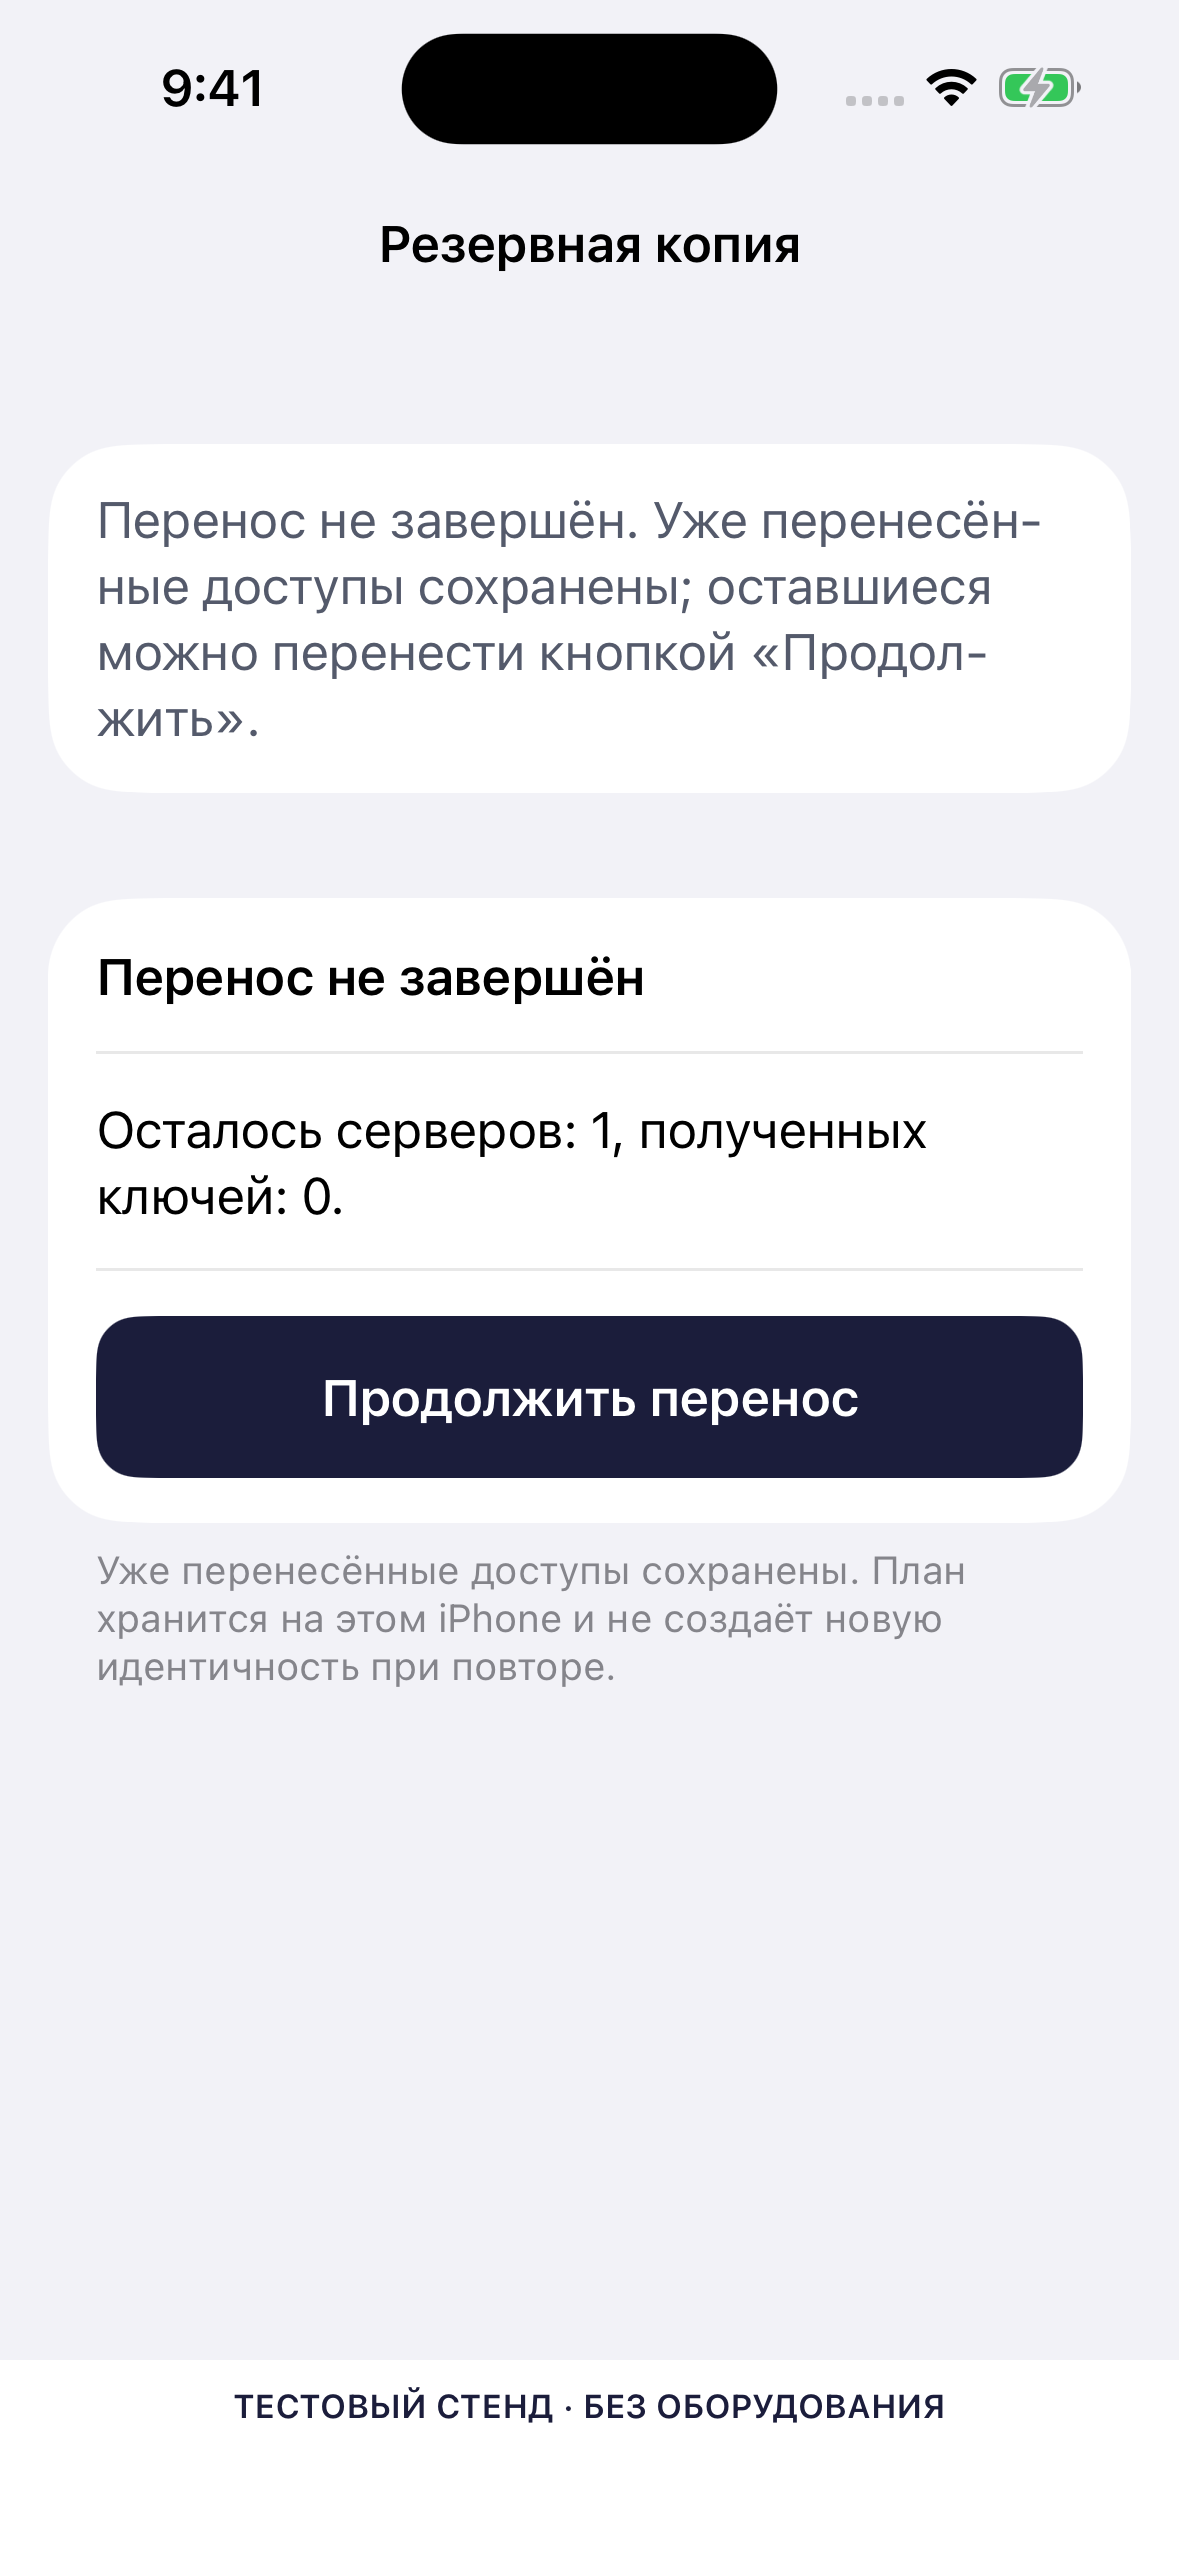 9:41
Резервная копия
Перенос не завершён. Уже перенесён-
ные доступы сохранены; оставшиеся
можно перенести кнопкой «Продол-
жить».
Перенос не завершён
Осталось серверов: 1, полученных
ключей: 0.
Продолжить перенос
Уже перенесённые доступы сохранены. План
хранится на этом iPhone и не создаёт новую
идентичность при повторе.
ТЕСТОВЫЙ СТЕНД · БЕЗ ОБОРУДОВАНИЯ